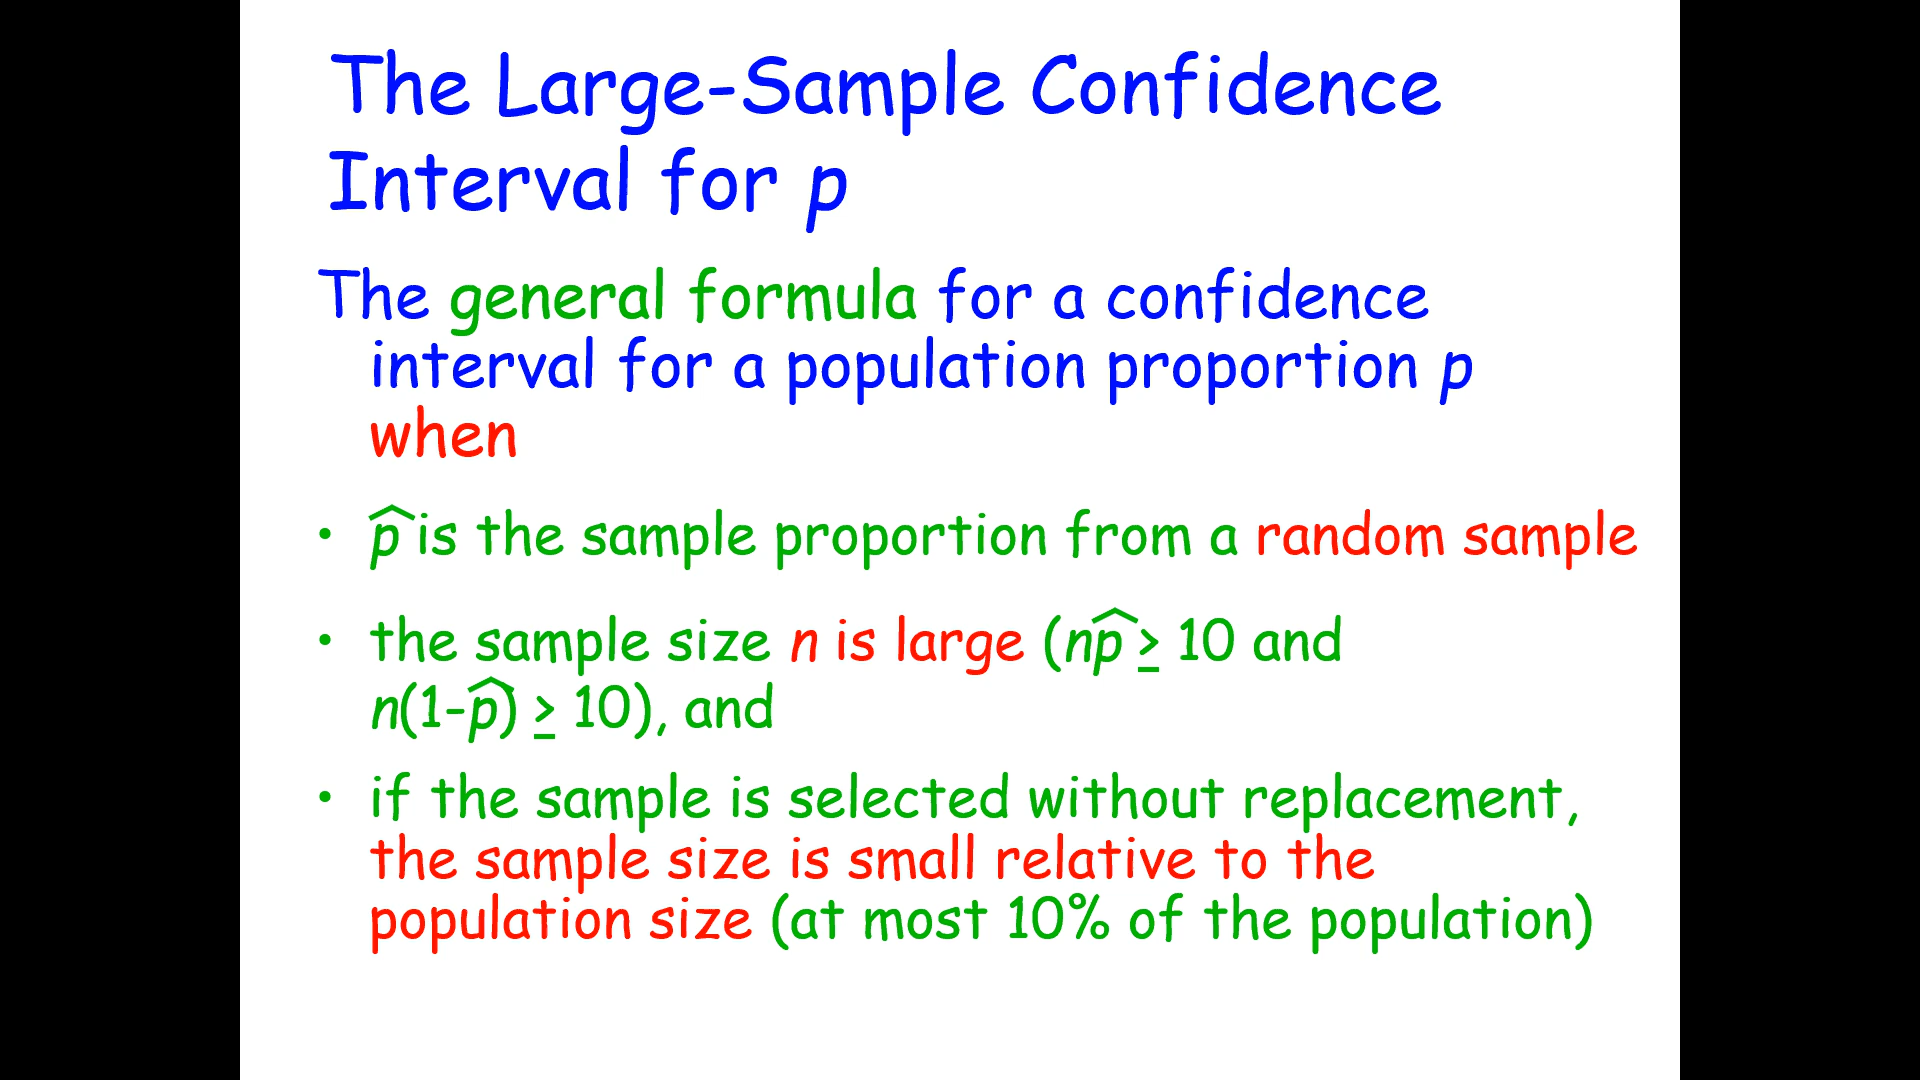 The Large-Sample Confidence
Interval for p
The general formula for a confidence
interval for a population proportion p
when
• p̂ is the sample proportion from a random sample
• the sample size n is large (np̂ ≥ 10 and
n(1-p̂) ≥ 10), and
• if the sample is selected without replacement,
the sample size is small relative to the
population size (at most 10% of the population)